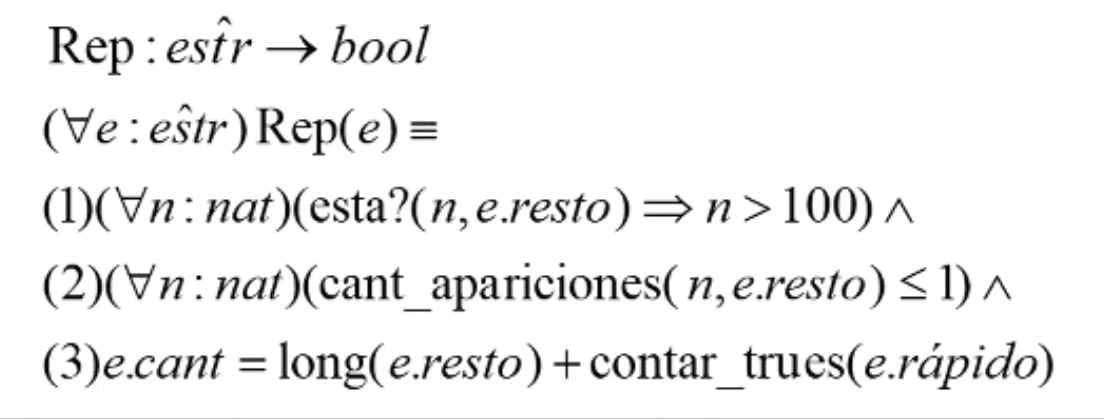 Rep : estr̂ → bool
(∀e : eŝtr) Rep(e) ≡
(1)(∀n : nat)(esta?(n, e.resto) ⇒ n > 100) ∧
(2)(∀n : nat)(cant_apariciones( n, e.resto) ≤ 1) ∧
(3)e.cant = long(e.resto) + contar_trues(e.rápido)